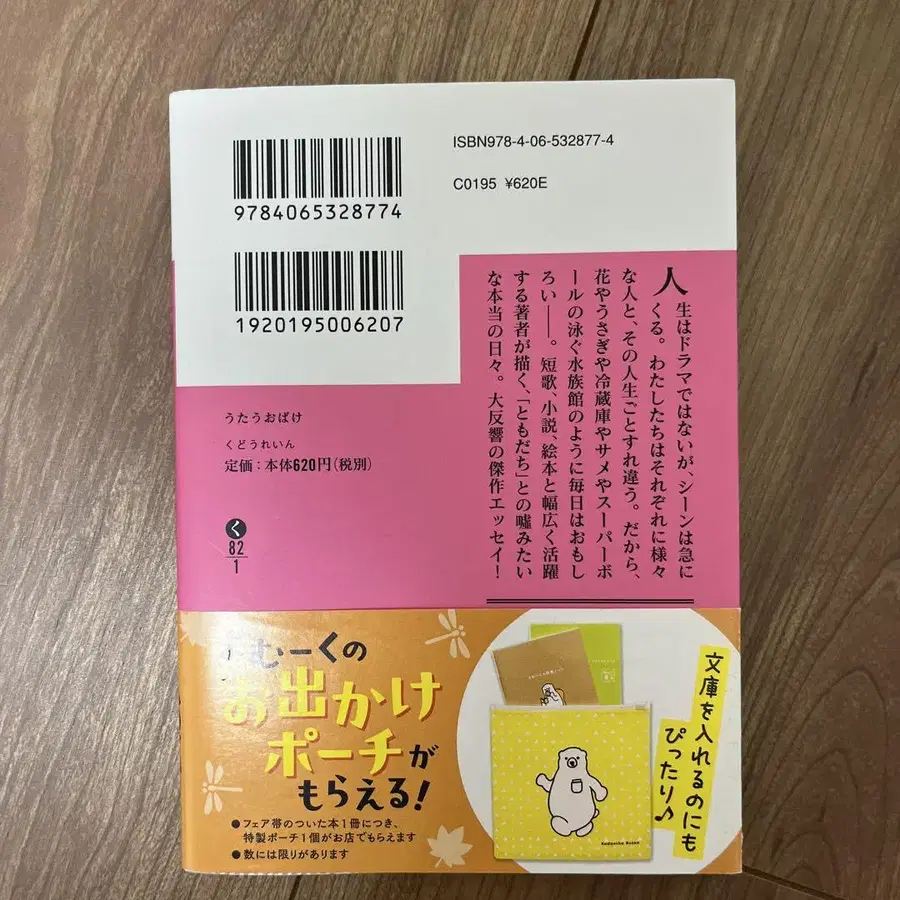 ISBN978-4-06-532877-4
C0195 ¥620E
9784065328774
1920195006207
うたうおばけ
くどうれいん
定価:本体620円(税別)
く
82
1
人生はドラマではないが、シーンは急に
くる。わたしたちはそれぞれに様々
な人と、その人生ごとすれ違う。だから、
花やうさぎや冷蔵庫やサメやスーパーボ
ールの泳ぐ水族館のように毎日はおもし
ろい――。短歌、小説、絵本と幅広く活躍
する著者が描く、「ともだち」との嘘みたい
な本当の日々。大反響の傑作エッセイ!
むーくの
お出かけ
ポーチが
もらえる!
●フェア帯のついた本1冊につき、
特製ポーチ1個がお店でもらえます
●数には限りがあります
文庫を入れるのにも
ぴったり♪
Kodansha Bunko